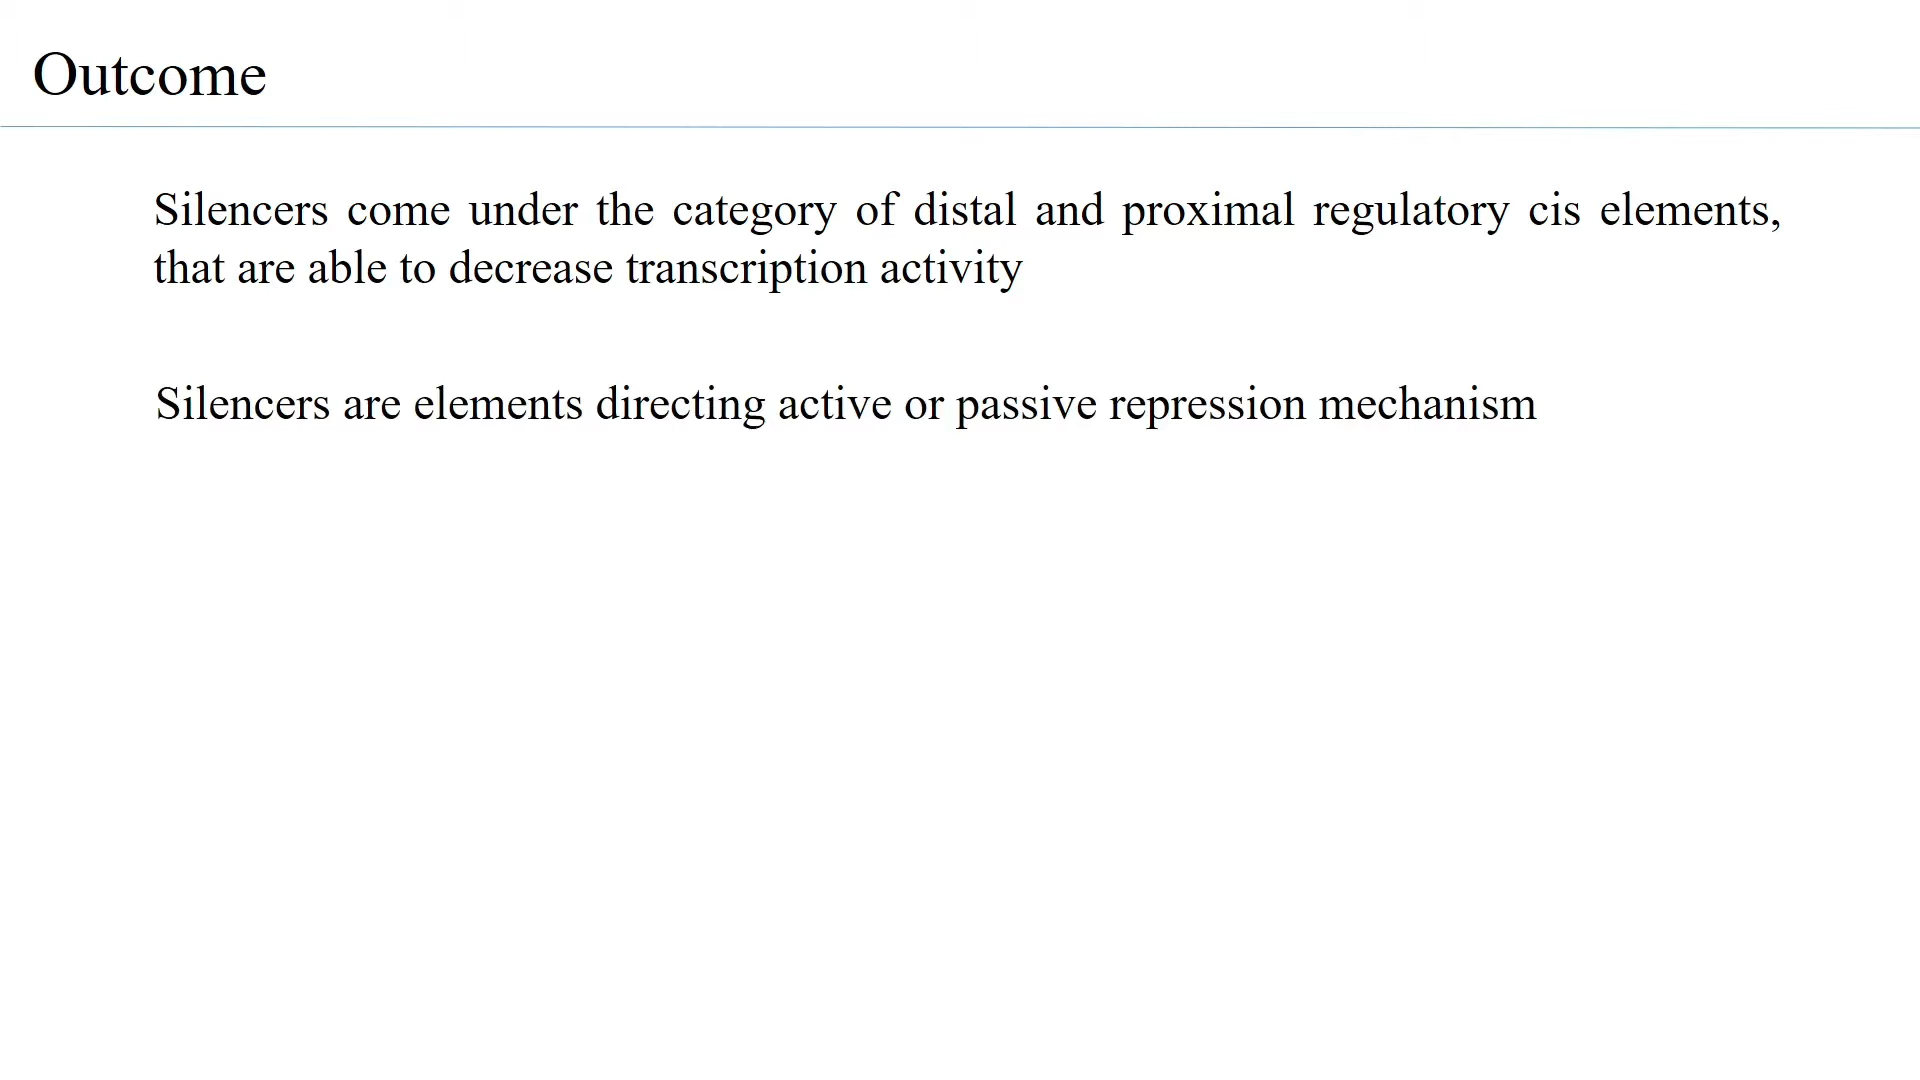 Outcome
Silencers come under the category of distal and proximal regulatory cis elements,
that are able to decrease transcription activity
Silencers are elements directing active or passive repression mechanism